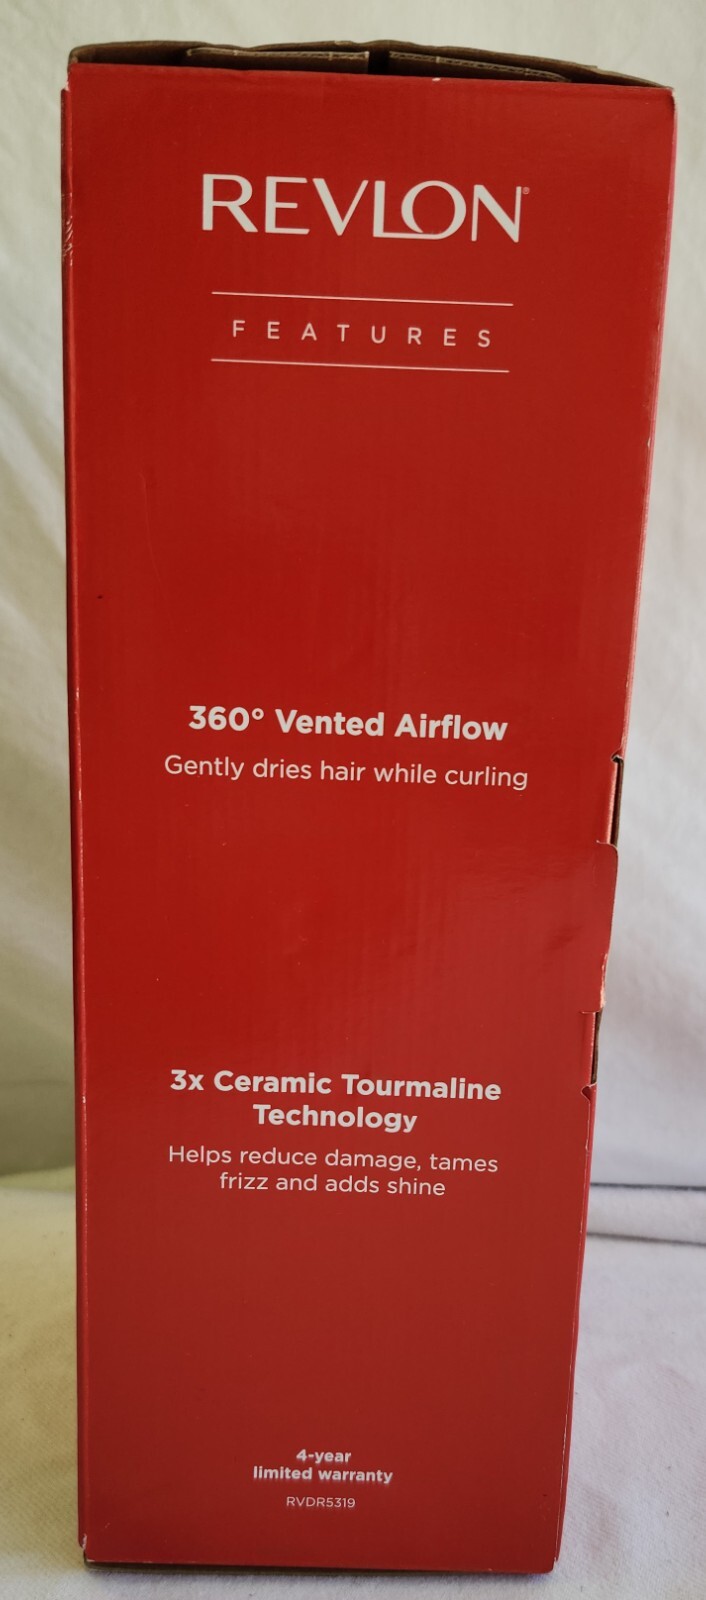 REVLON®
FEATURES
360° Vented Airflow
Gently dries hair while curling
3x Ceramic Tourmaline
Technology
Helps reduce damage, tames
frizz and adds shine
4-year
limited warranty
RVDR5319